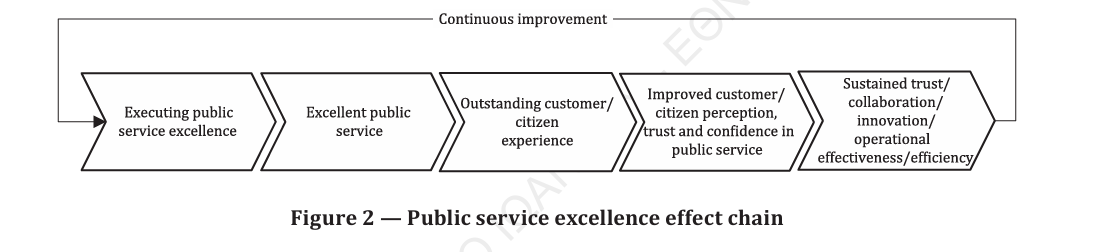 Continuous improvement
Executing public
service excellence
Excellent public
service
Outstanding customer/
citizen
experience
Improved customer/
citizen perception,
trust and confidence in
public service
Sustained trust/
collaboration/
innovation/
operational
effectiveness/efficiency
Figure 2 — Public service excellence effect chain